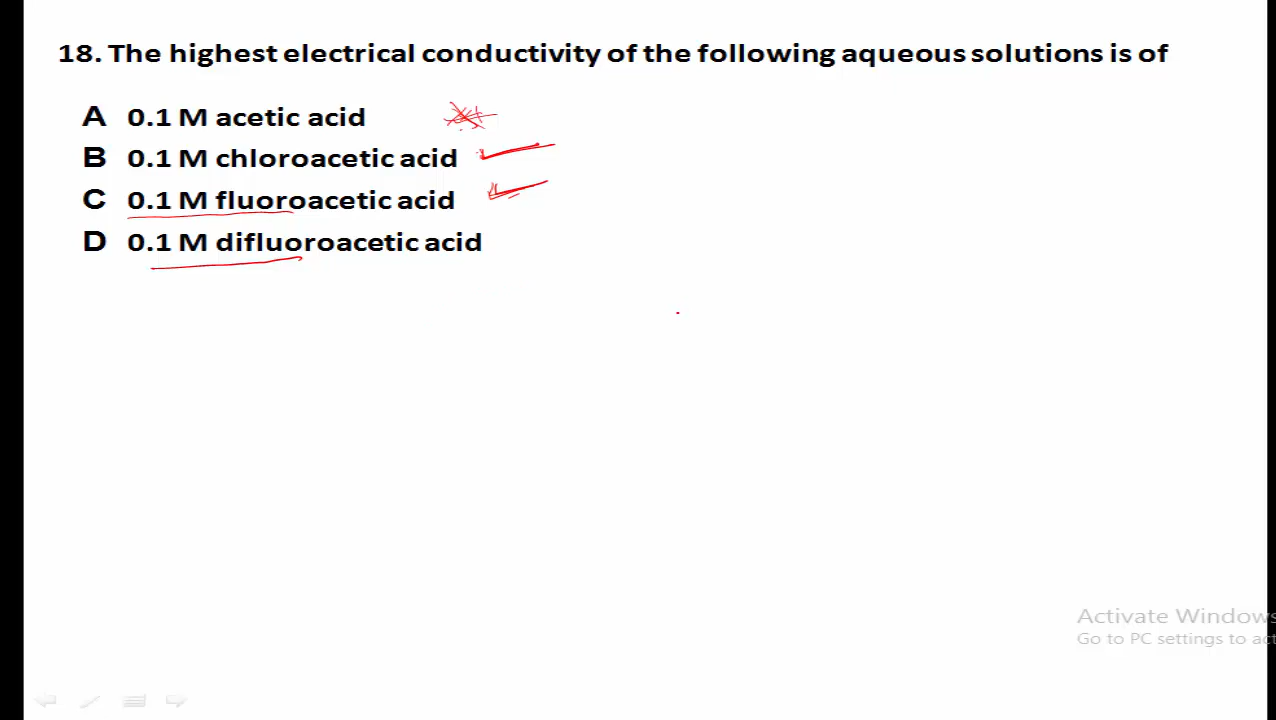 18. The highest electrical conductivity of the following aqueous solutions is of
A 0.1 M acetic acid
B 0.1 M chloroacetic acid
C 0.1 M fluoroacetic acid
D 0.1 M difluoroacetic acid
Activate Windows
Go to PC settings to act